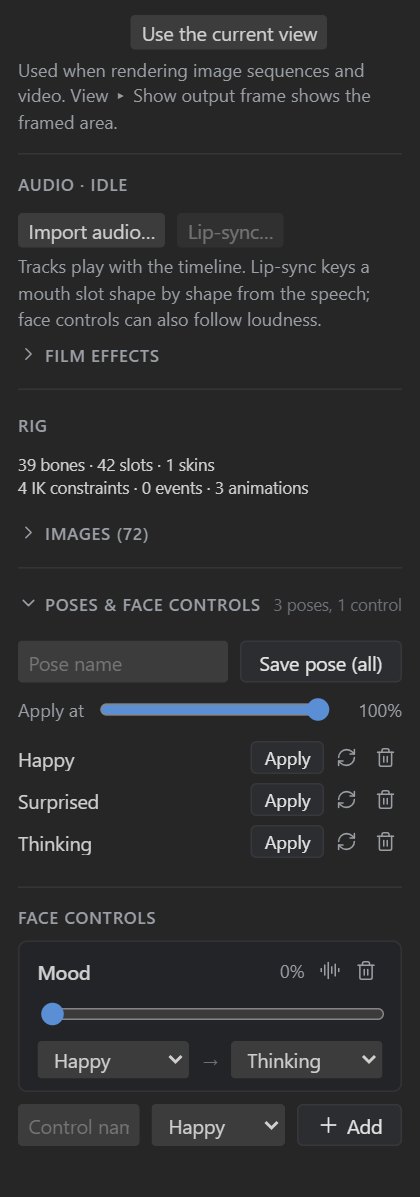 Use the current view
Used when rendering image sequences and
video. View ▸ Show output frame shows the
framed area.
AUDIO · IDLE
Import audio... Lip-sync...
Tracks play with the timeline. Lip-sync keys a
mouth slot shape by shape from the speech;
face controls can also follow loudness.
FILM EFFECTS
RIG
39 bones · 42 slots · 1 skins
4 IK constraints · 0 events · 3 animations
IMAGES (72)
POSES & FACE CONTROLS 3 poses, 1 control
Pose name Save pose (all)
Apply at 100%
Happy Apply
Surprised Apply
Thinking Apply
FACE CONTROLS
Mood 0%
Happy → Thinking
Control nam Happy + Add